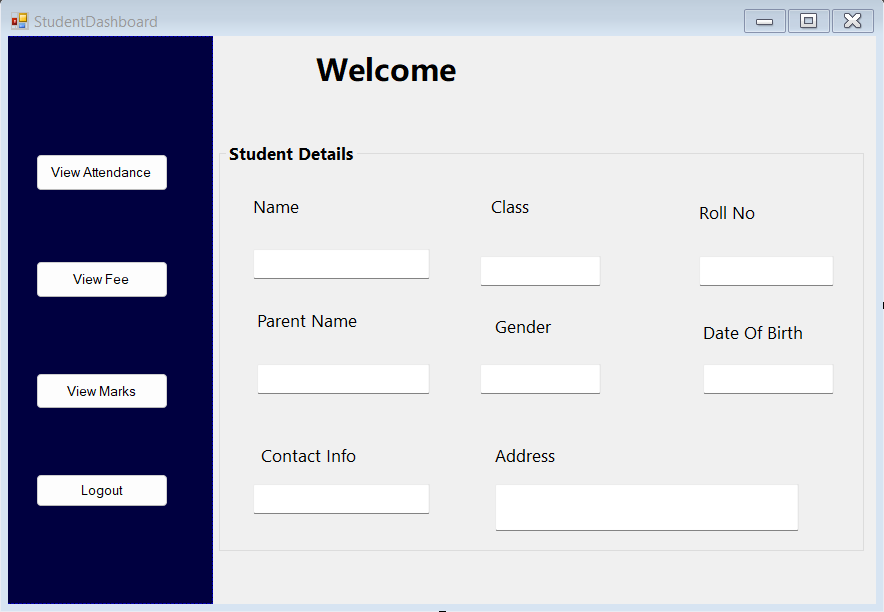 StudentDashboard
Welcome
View Attendance
View Fee
View Marks
Logout
Student Details
Name
Class
Roll No
Parent Name
Gender
Date Of Birth
Contact Info
Address